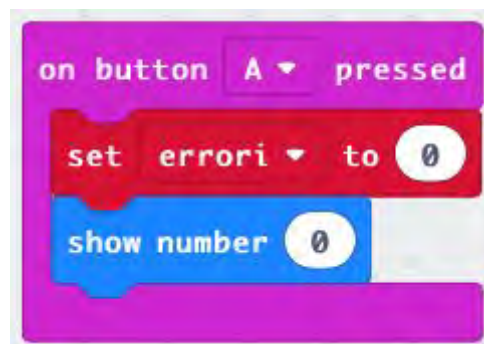 on button A pressed
set errori to 0
show number 0